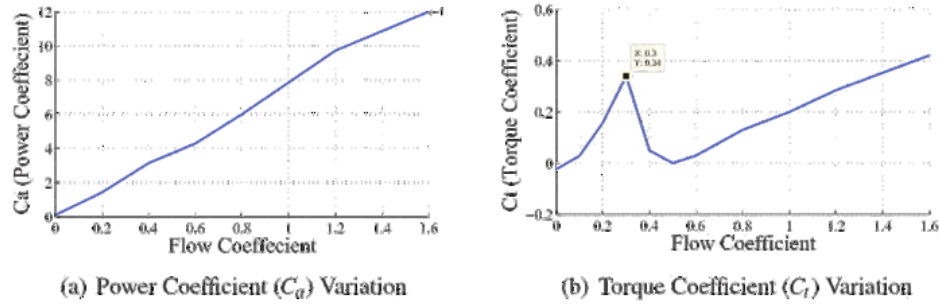 12
10
8
6
4
2
0
Ca (Power Coeffecient)
0 0.2 0.4 0.6 0.8 1 1.2 1.4 1.6
Flow Coeffecient
(a) Power Coefficient (Ca) Variation
0.6
0.4
0.2
0
−0.2
Ct (Torque Coefficient)
X: 0.3
Y: 0.34
0 0.2 0.4 0.6 0.8 1 1.2 1.4 1.6
Flow Coefficient
(b) Torque Coefficient (Ct) Variation